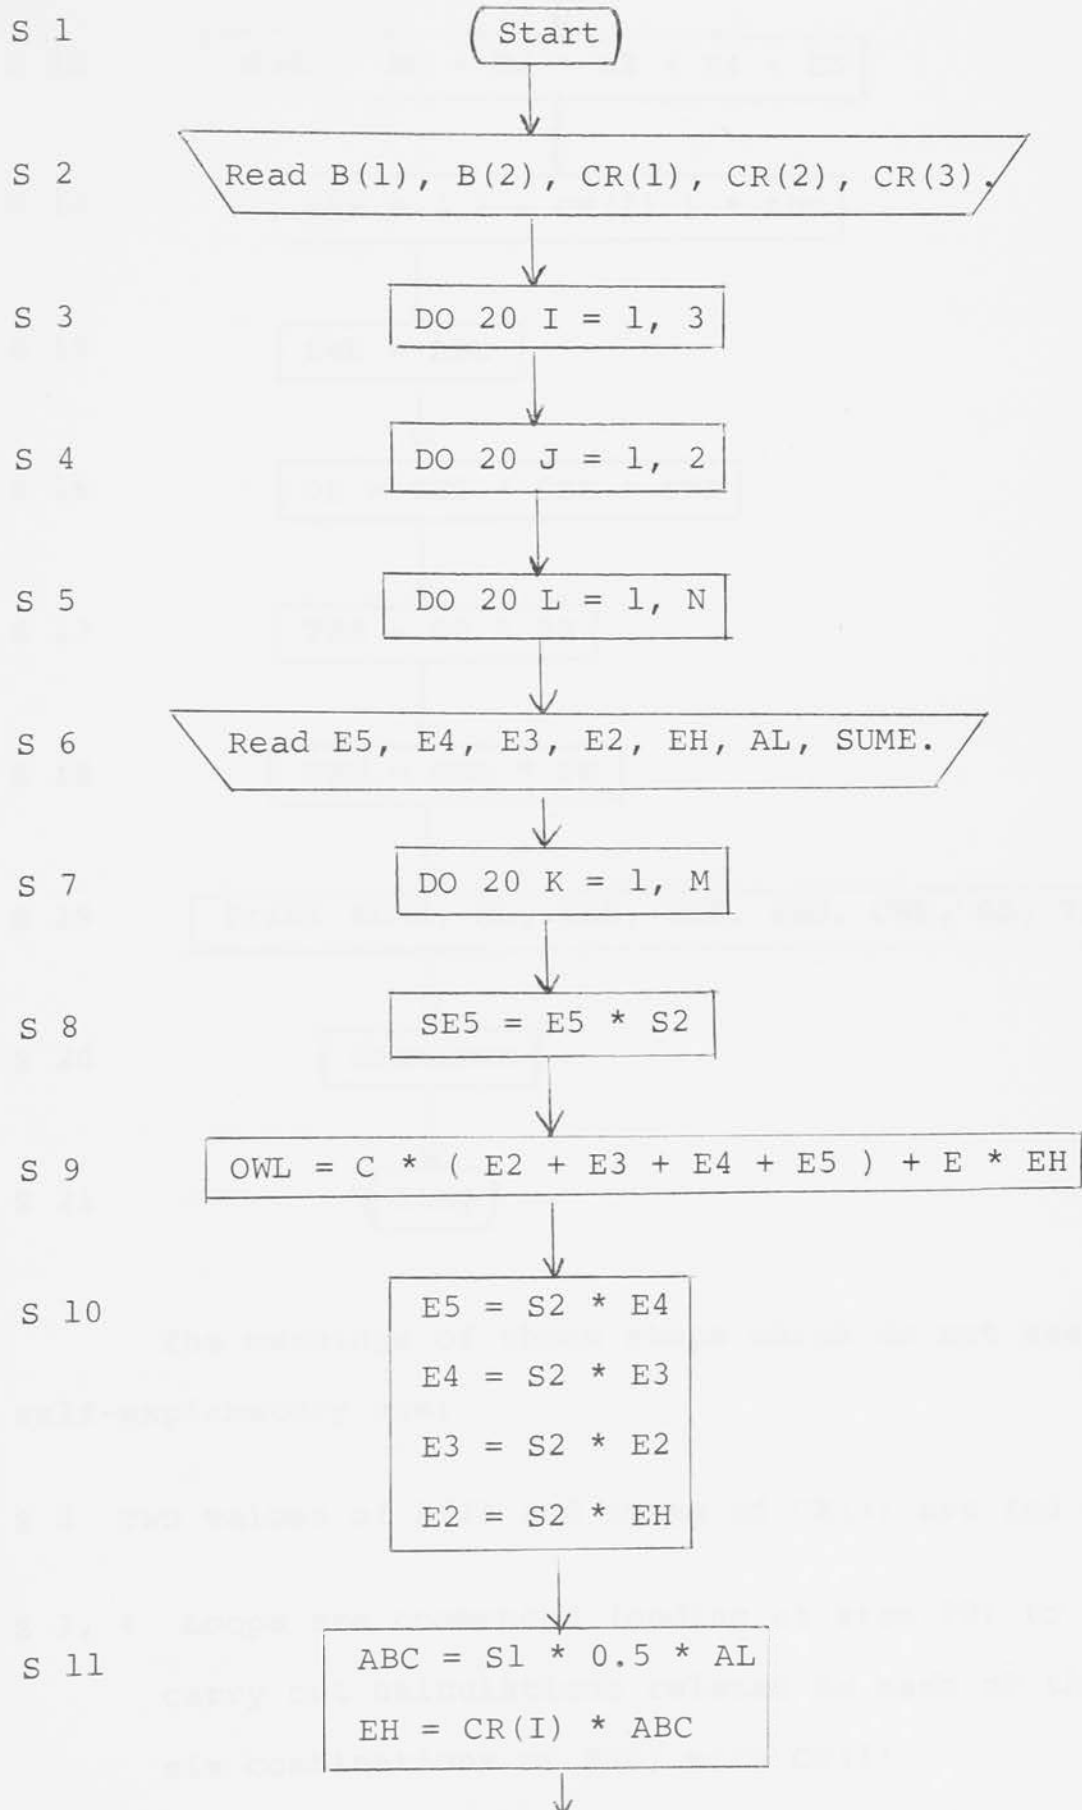 S 1 Start
S 2 Read B(1), B(2), CR(1), CR(2), CR(3).
S 3 DO 20 I = 1, 3
S 4 DO 20 J = 1, 2
S 5 DO 20 L = 1, N
S 6 Read E5, E4, E3, E2, EH, AL, SUME.
S 7 DO 20 K = 1, M
S 8 SE5 = E5 * S2
S 9 OWL = C * ( E2 + E3 + E4 + E5 ) + E * EH
S 10 E5 = S2 * E4
E4 = S2 * E3
E3 = S2 * E2
E2 = S2 * EH
S 11 ABC = S1 * 0.5 * AL
EH = CR(I) * ABC